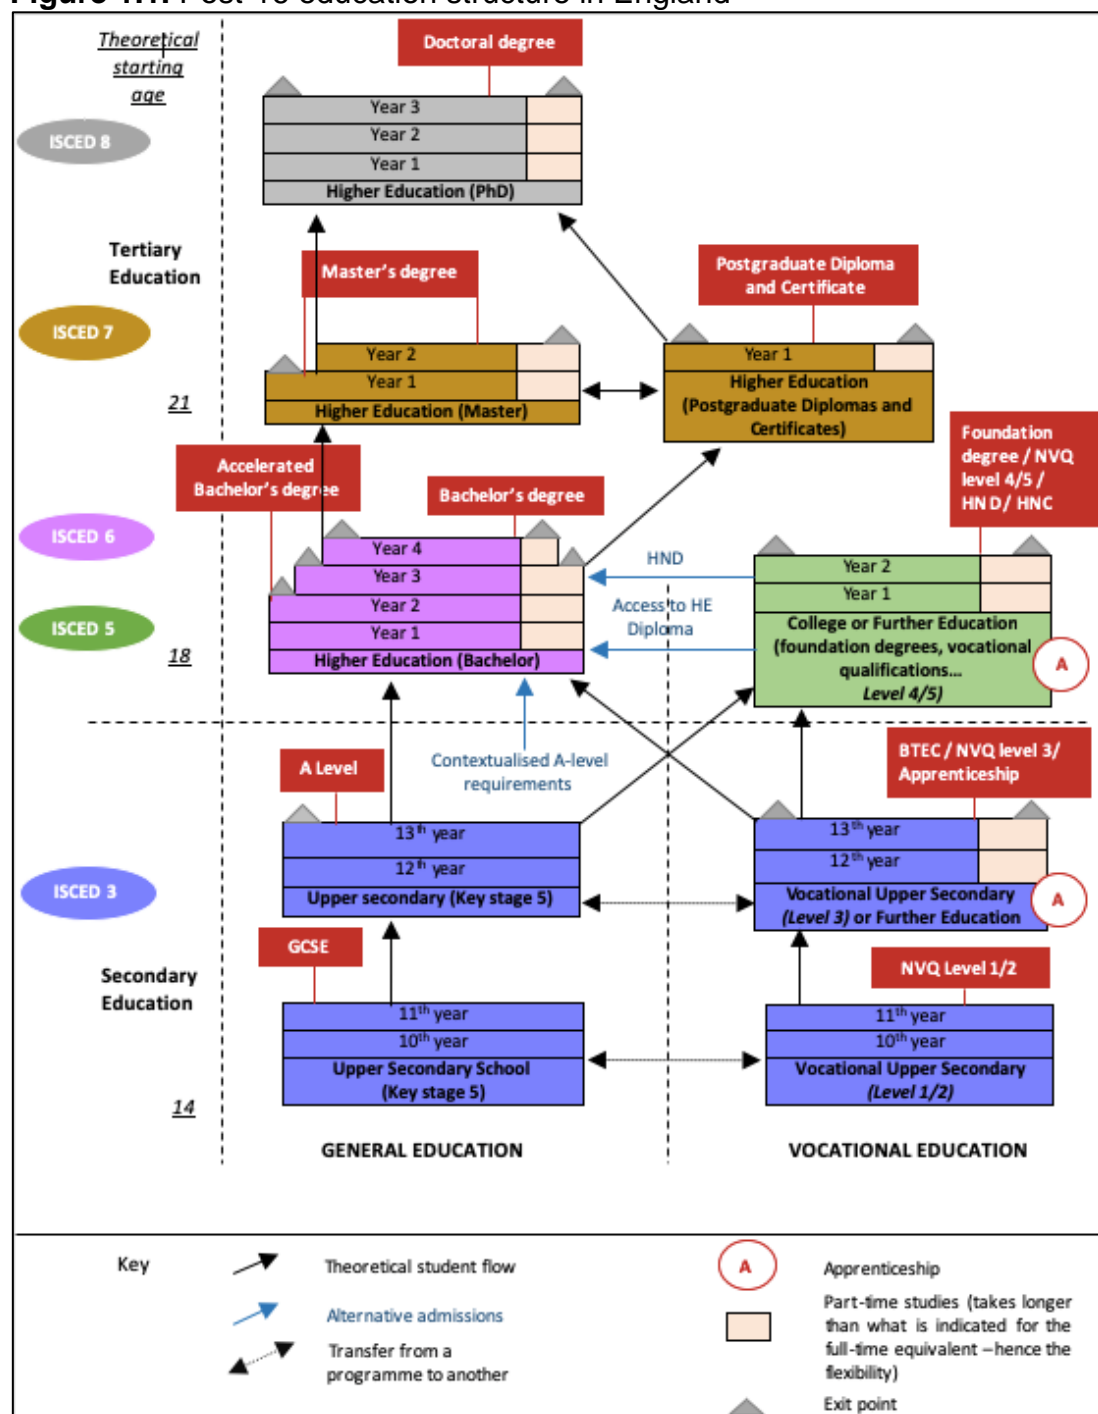 Theoretical
starting
age
Doctoral degree
ISCED 8
Year 3
Year 2
Year 1
Higher Education (PhD)
Tertiary
Education
Master's degree
Postgraduate Diploma
and Certificate
ISCED 7
Year 2
Year 1
Higher Education (Master)
Year 1
Higher Education
(Postgraduate Diplomas and
Certificates)
21
Foundation
degree / NVQ
level 4/5 /
HND/ HNC
Accelerated
Bachelor's degree
Bachelor's degree
ISCED 6
Year 4
Year 3
Year 2
Year 1
Higher Education (Bachelor)
HND
Access to HE
Diploma
Year 2
Year 1
College or Further Education
(foundation degrees, vocational
qualifications...
Level 4/5)
A
ISCED 5
18
Contextualised A-level
requirements
A Level
BTEC / NVQ level 3/
Apprenticeship
13th year
12th year
Upper secondary (Key stage 5)
13th year
12th year
Vocational Upper Secondary
(Level 3) or Further Education
A
ISCED 3
GCSE
NVQ Level 1/2
Secondary
Education
11th year
10th year
Upper Secondary School
(Key stage 5)
11th year
10th year
Vocational Upper Secondary
(Level 1/2)
14
GENERAL EDUCATION
VOCATIONAL EDUCATION
Key
Theoretical student flow
Alternative admissions
Transfer from a
programme to another
A
Apprenticeship
Part-time studies (takes longer
than what is indicated for the
full-time equivalent –hence the
flexibility)
Exit point